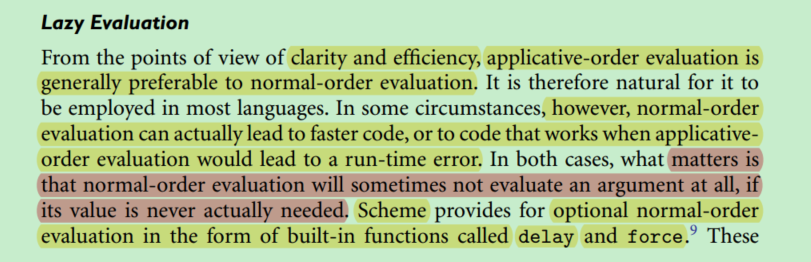 Lazy Evaluation
From the points of view of clarity and efficiency, applicative-order evaluation is
generally preferable to normal-order evaluation. It is therefore natural for it to
be employed in most languages. In some circumstances, however, normal-order
evaluation can actually lead to faster code, or to code that works when applicative-
order evaluation would lead to a run-time error. In both cases, what matters is
that normal-order evaluation will sometimes not evaluate an argument at all, if
its value is never actually needed. Scheme provides for optional normal-order
evaluation in the form of built-in functions called delay and force.9 These